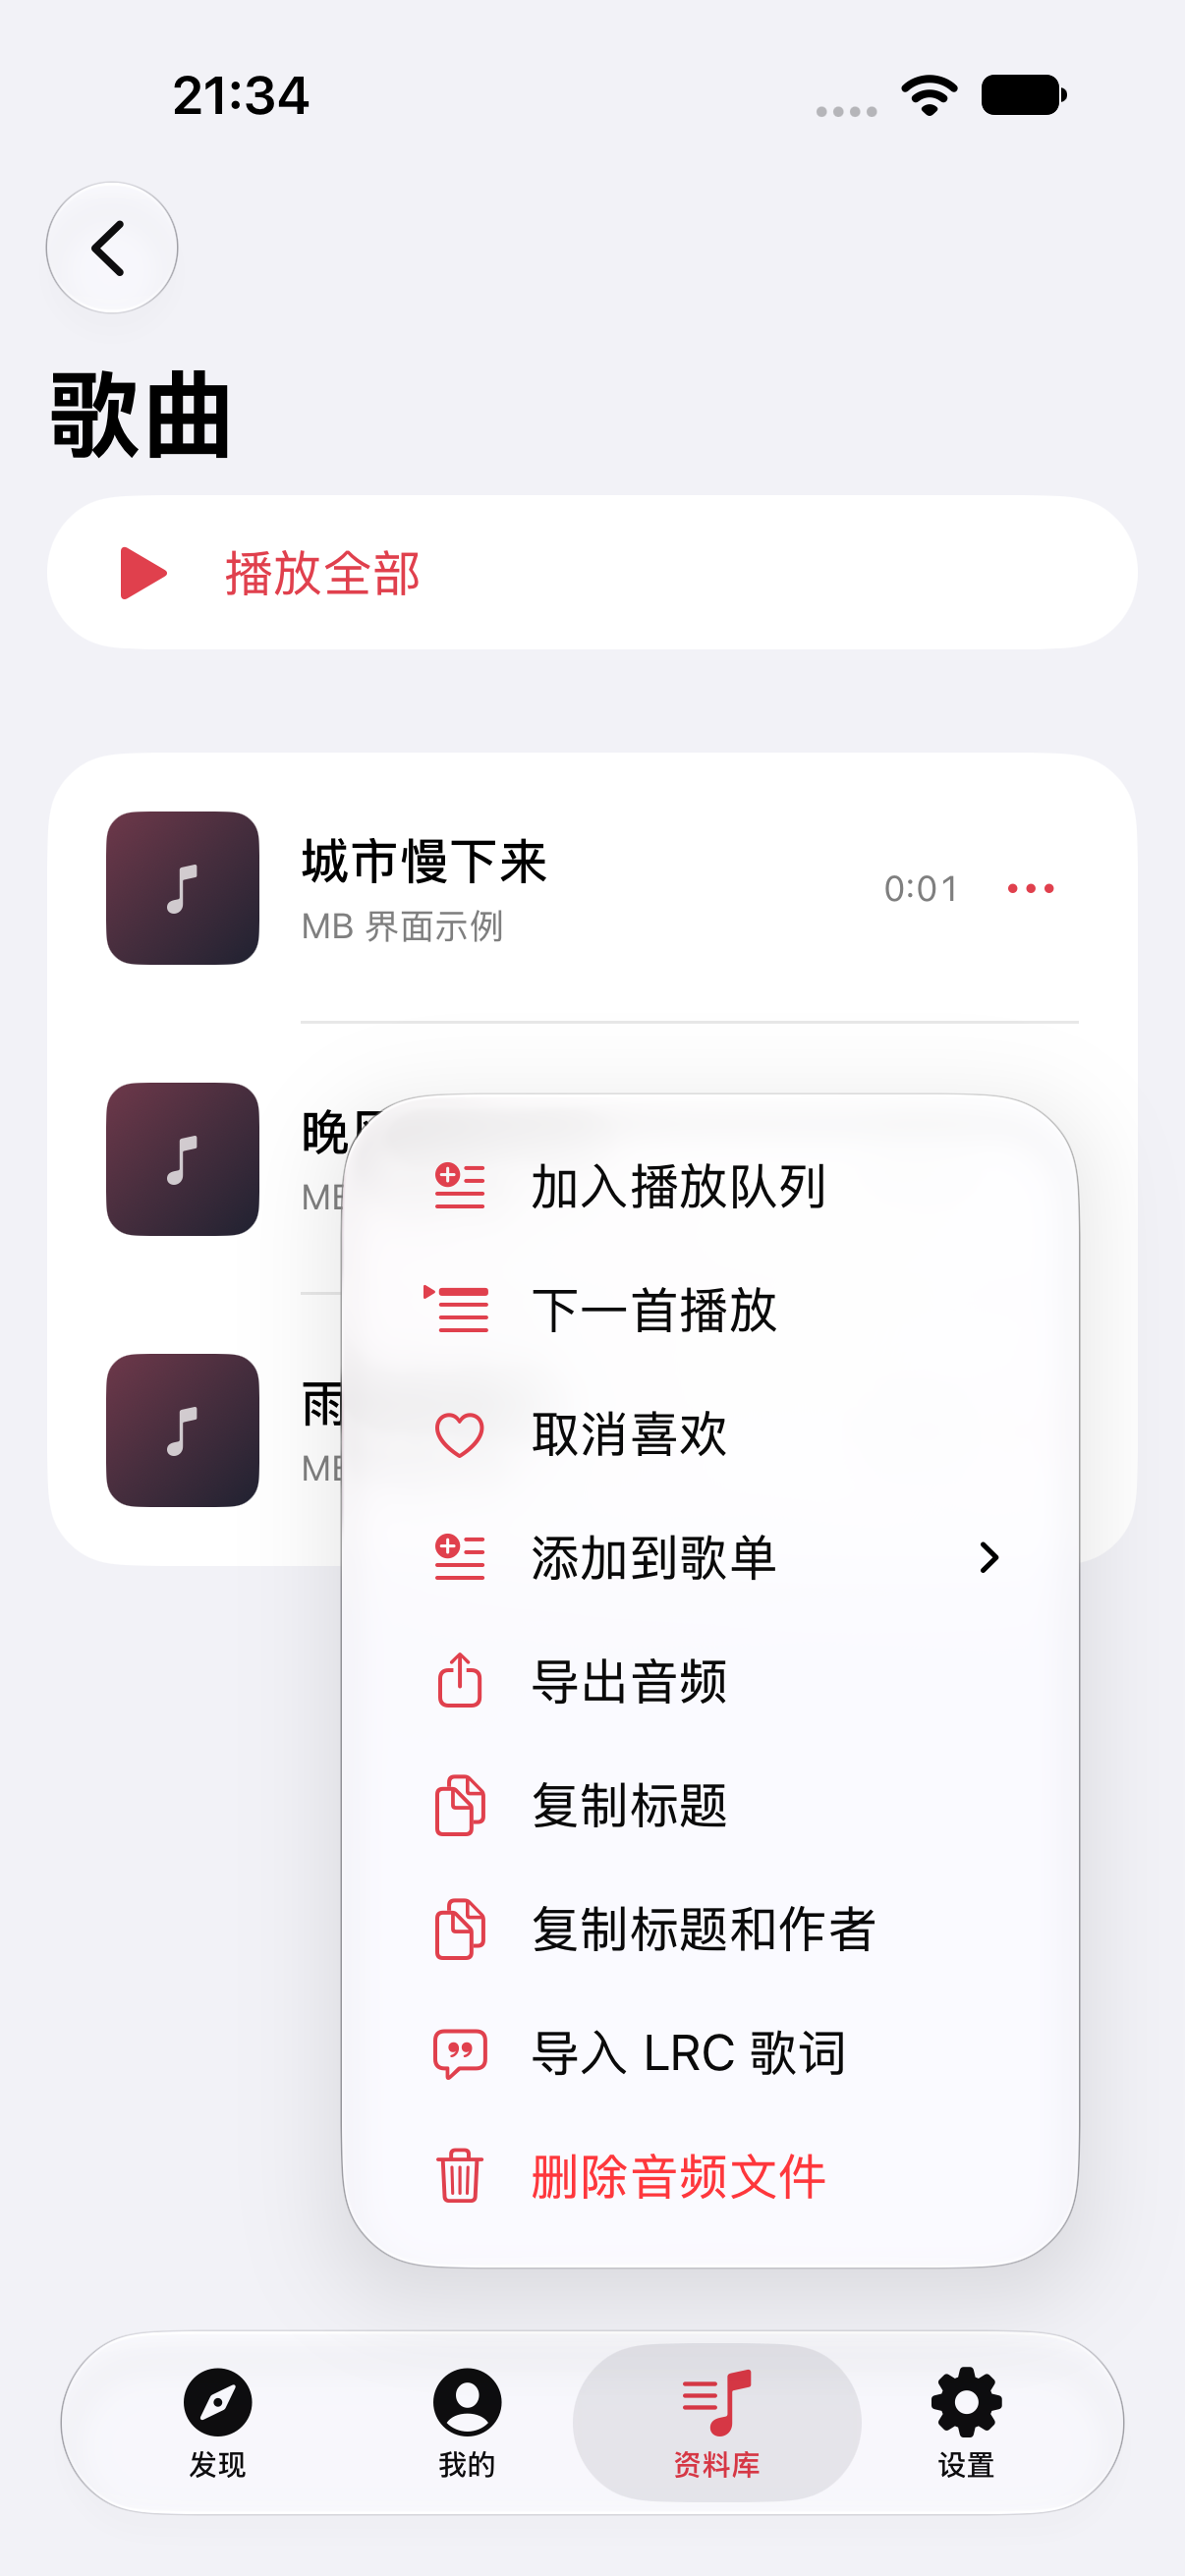 21:34
歌曲
播放全部
城市慢下来
MB 界面示例
0:01
晚
加入播放队列
下一首播放
雨
取消喜欢
添加到歌单
导出音频
复制标题
复制标题和作者
导入 LRC 歌词
删除音频文件
发现
我的
资料库
设置